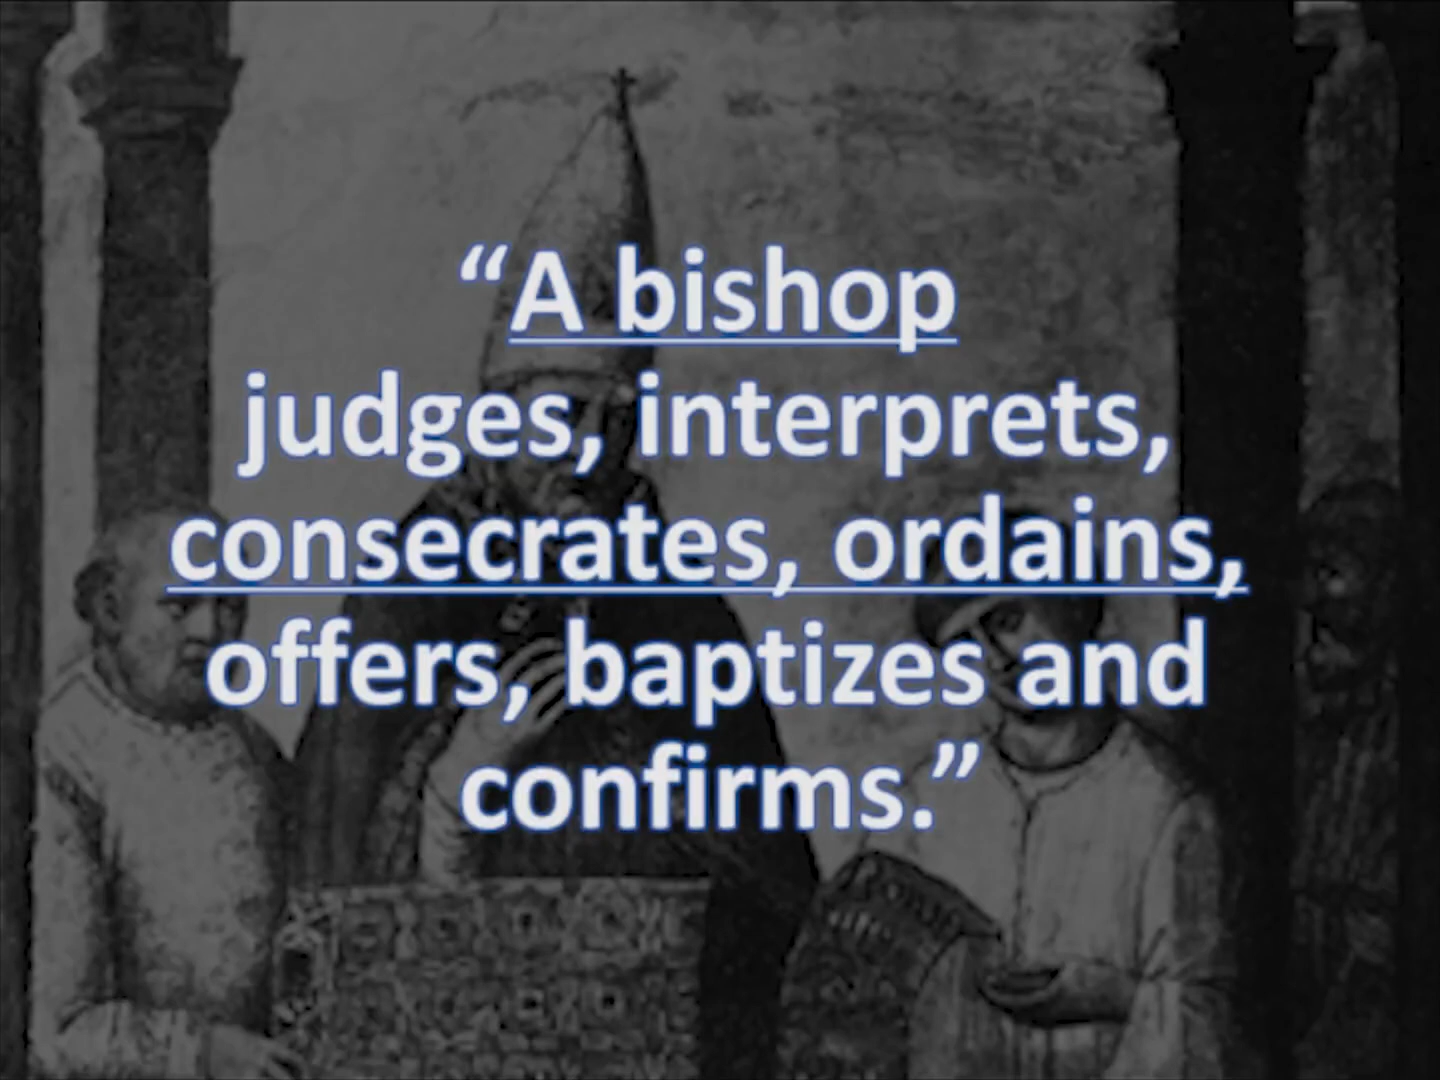 “A bishop
judges, interprets,
consecrates, ordains,
offers, baptizes and
confirms.”